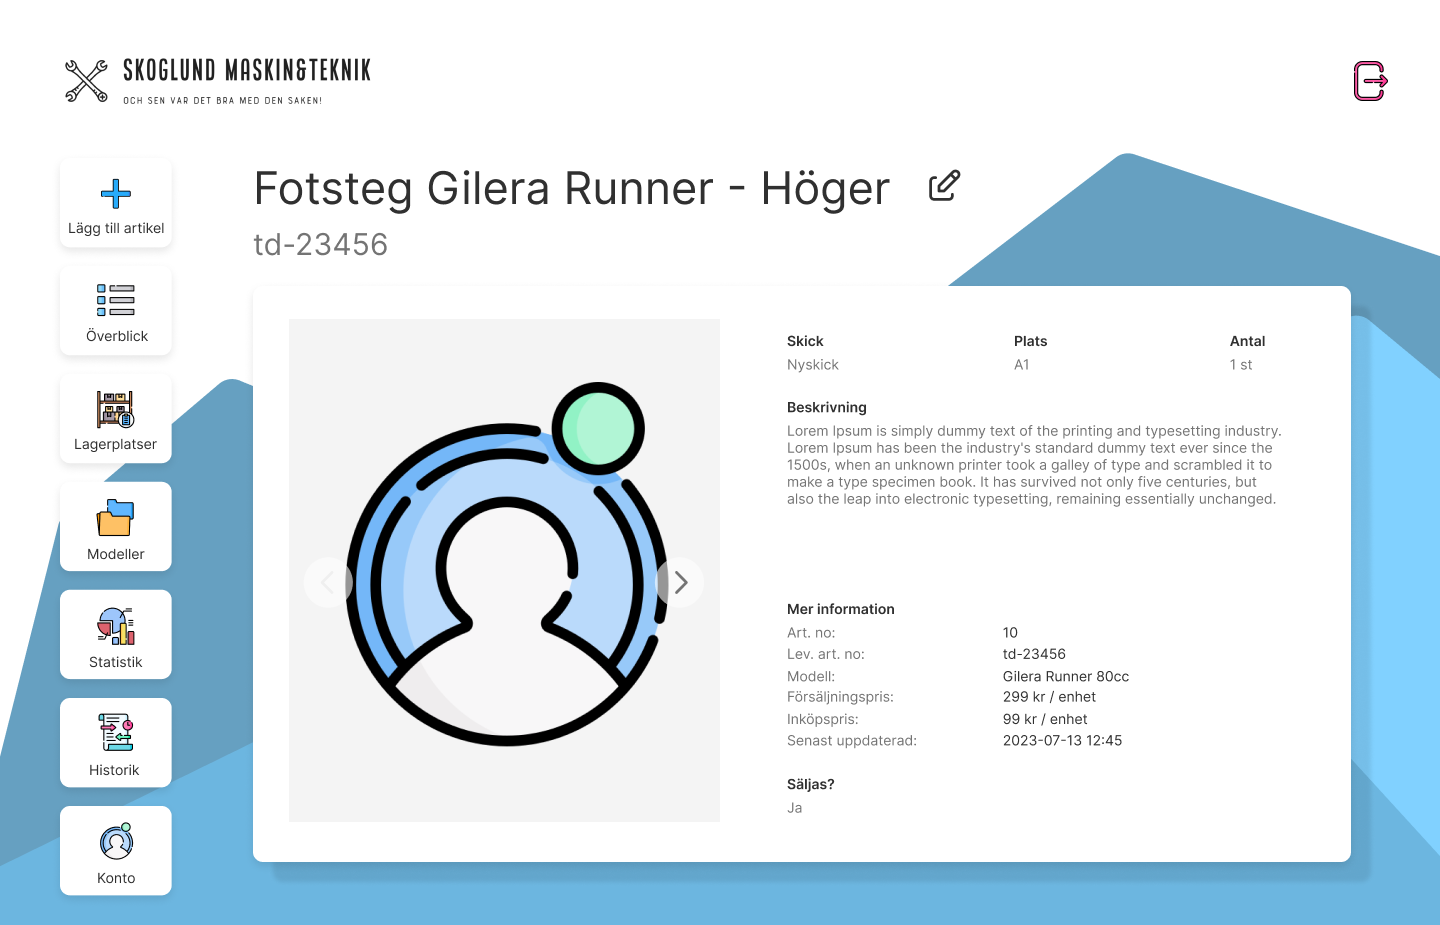 SKOGLUND MASKIN&TEKNIK
OCH SEN VAR DET BRA MED DEN SAKEN!
Lägg till artikel
Överblick
Lagerplatser
Modeller
Statistik
Historik
Konto
Fotsteg Gilera Runner - Höger
td-23456
Skick Plats Antal
Nyskick A1 1 st
Beskrivning
Lorem Ipsum is simply dummy text of the printing and typesetting industry.
Lorem Ipsum has been the industry's standard dummy text ever since the
1500s, when an unknown printer took a galley of type and scrambled it to
make a type specimen book. It has survived not only five centuries, but
also the leap into electronic typesetting, remaining essentially unchanged.
Mer information
Art. no: 10
Lev. art. no: td-23456
Modell: Gilera Runner 80cc
Försäljningspris: 299 kr / enhet
Inköpspris: 99 kr / enhet
Senast uppdaterad: 2023-07-13 12:45
Säljas?
Ja